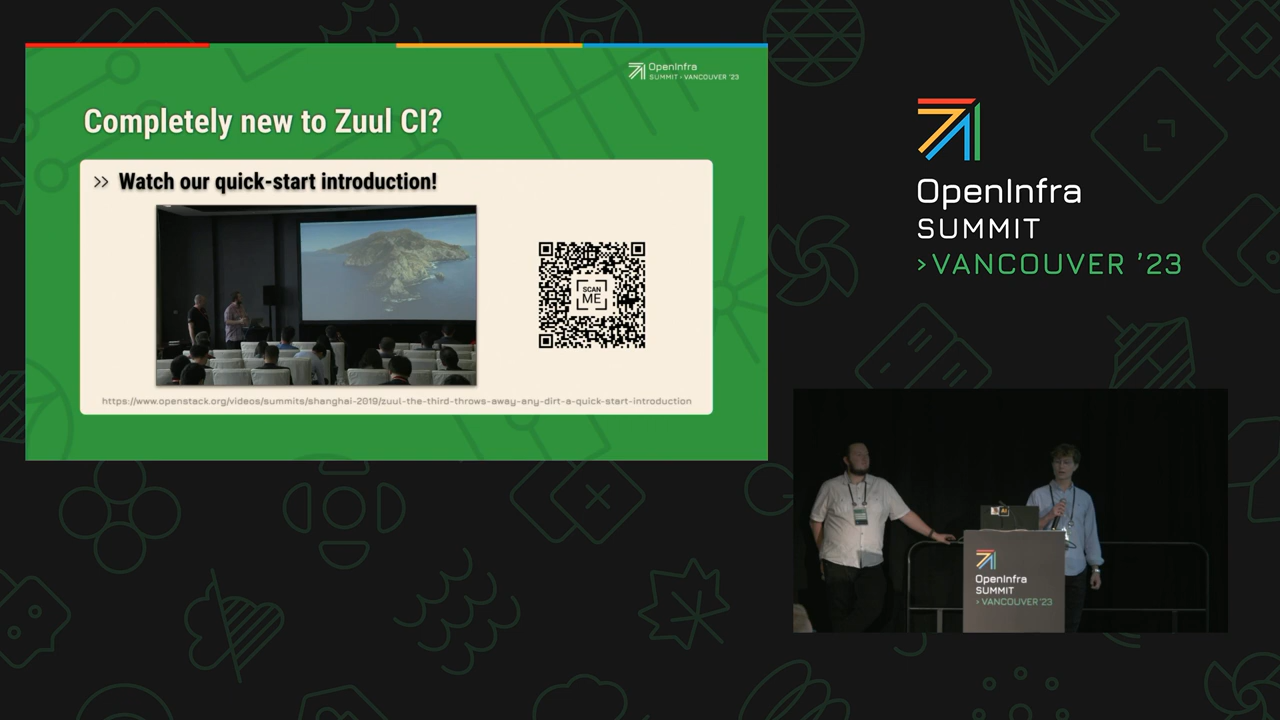 OpenInfra
SUMMIT › VANCOUVER '23
Completely new to Zuul CI?
>> Watch our quick-start introduction!
SCAN
ME
https://www.openstack.org/videos/summits/shanghai-2019/zuul-the-third-throws-away-any-dirt-a-quick-start-introduction
OpenInfra
SUMMIT
›VANCOUVER '23
OpenInfra
SUMMIT
› VANCOUVER '23